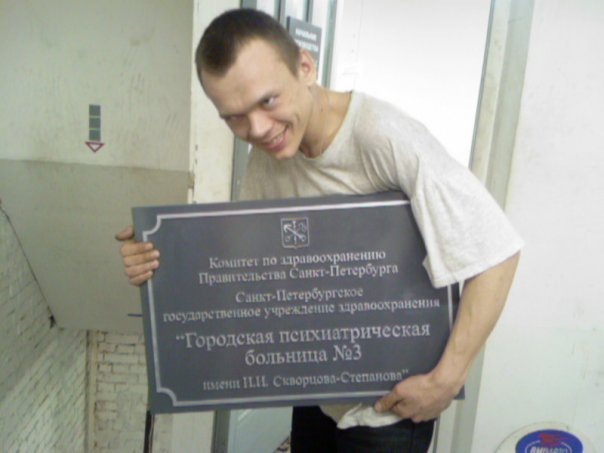 Комитет по здравоохранению
Правительства Санкт-Петербурга
Санкт-Петербургское
государственное учреждение здравоохранения
"Городская психиатрическая
больница №3
имени И.И. Скворцова-Степанова"